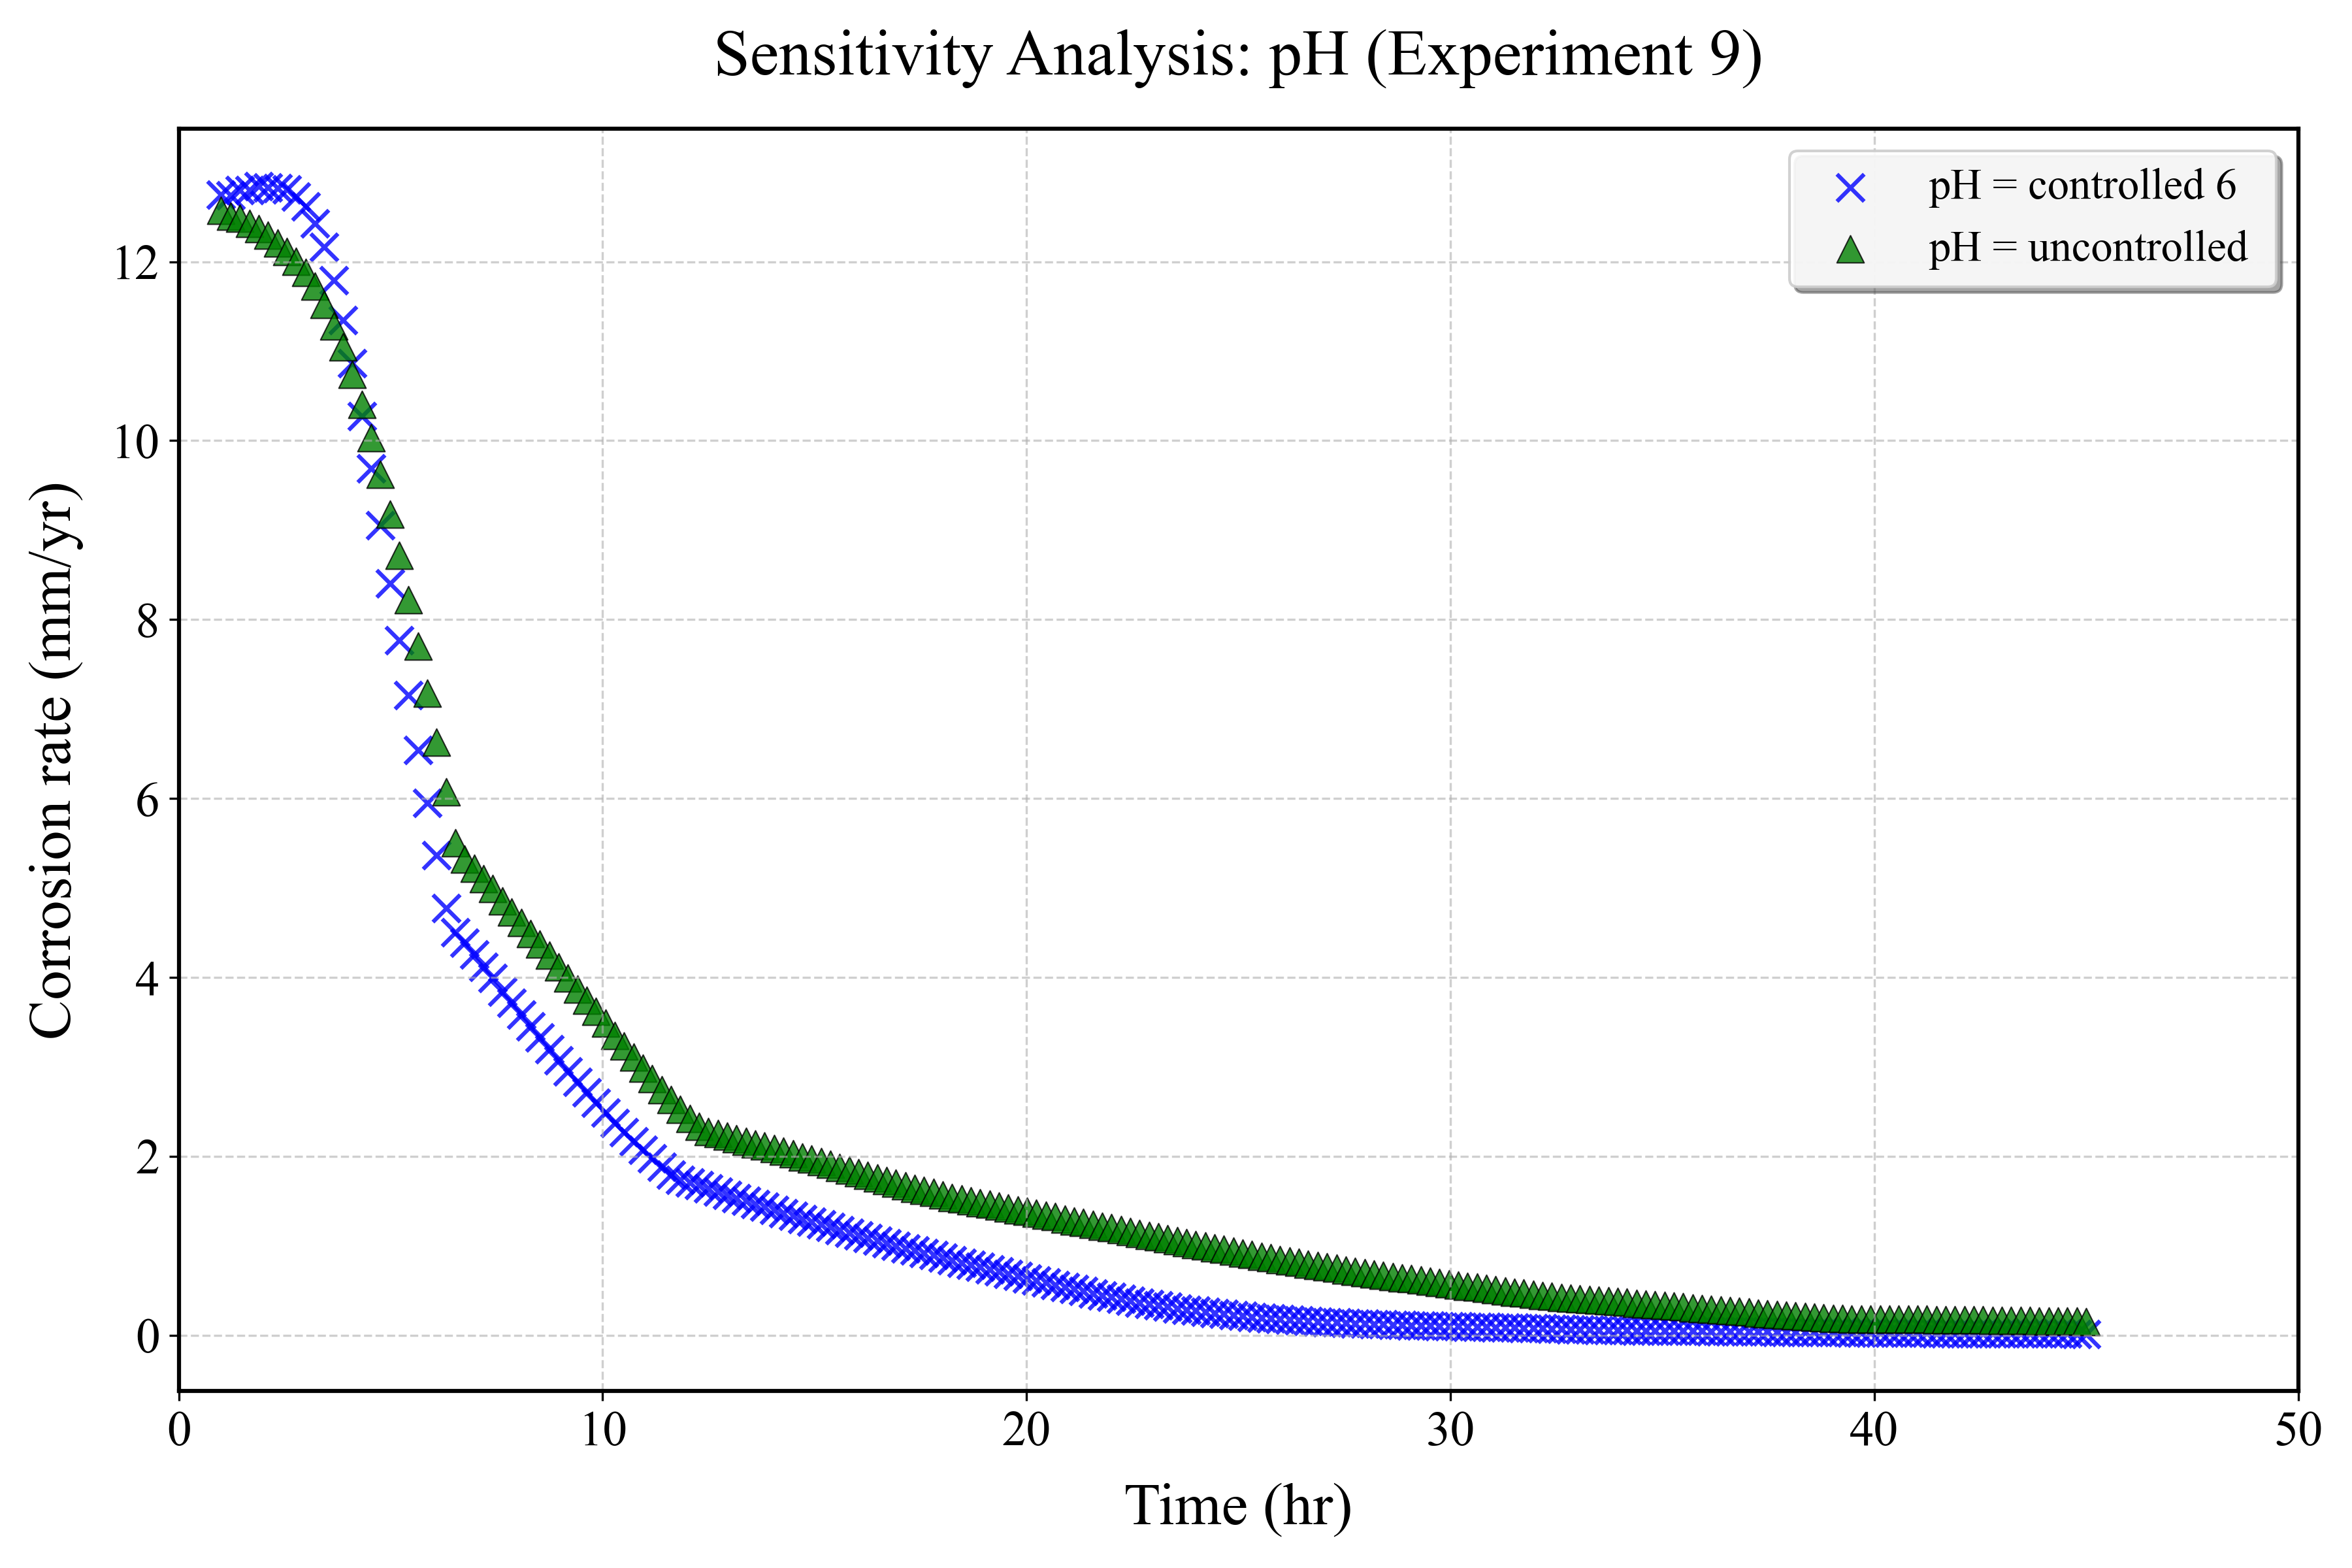 Sensitivity Analysis: pH (Experiment 9)
pH = controlled 6
pH = uncontrolled
Corrosion rate (mm/yr)
12
10
8
6
4
2
0
0 10 20 30 40 50
Time (hr)